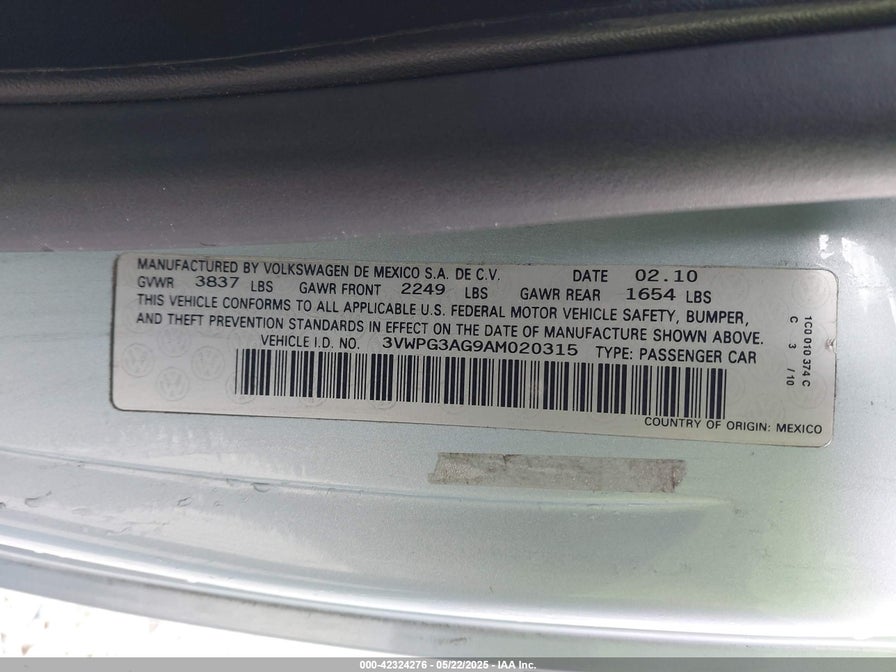 MANUFACTURED BY VOLKSWAGEN DE MEXICO S.A. DE C.V. DATE 02.10
GVWR 3837 LBS GAWR FRONT 2249 LBS GAWR REAR 1654 LBS
THIS VEHICLE CONFORMS TO ALL APPLICABLE U.S. FEDERAL MOTOR VEHICLE SAFETY, BUMPER,
AND THEFT PREVENTION STANDARDS IN EFFECT ON THE DATE OF MANUFACTURE SHOWN ABOVE.
VEHICLE I.D. NO. 3VWPG3AG9AM020315 TYPE: PASSENGER CAR
COUNTRY OF ORIGIN: MEXICO
1C0 010 374 C
C 3 /10
000-42324276 - 05/22/2025 - IAA Inc.